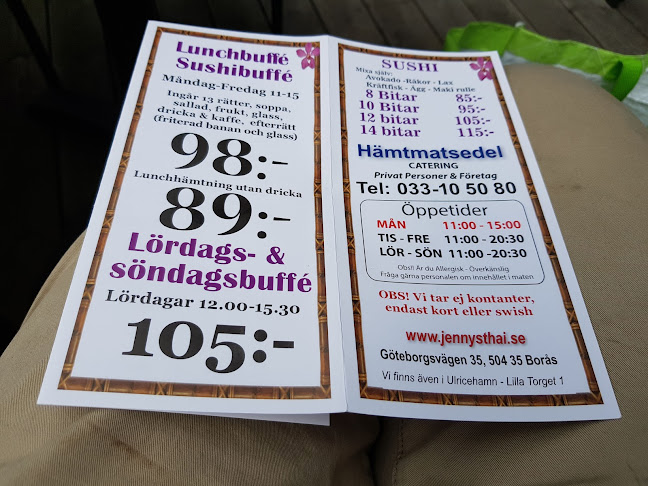 Lunchbuffé
Sushibuffé
Måndag-Fredag 11-15
Ingår 13 rätter, soppa,
sallad, frukt, glass,
dricka & kaffe, efterrätt
(friterad banan och glass)
98:-
Lunchhämtning utan dricka
89:-
Lördags- &
söndagsbuffé
Lördagar 12.00-15.30
105:-
SUSHI
Mixa själv:
Avokado -Räkor - Lax
Kräftfisk - Ägg - Maki rulle
8 Bitar 85:-
10 Bitar 95:-
12 bitar 105:-
14 bitar 115:-
Hämtmatsedel
CATERING
Privat Personer & Företag
Tel: 033-10 50 80
Öppetider
MÅN 11:00 - 15:00
TIS - FRE 11:00 - 20:30
LÖR - SÖN 11:00 -20:30
Obs!! Är du Allergisk - Överkänslig
Fråga gärna personalen om innehållet i maten
OBS! Vi tar ej kontanter,
endast kort eller swish
www.jennysthai.se
Göteborgsvägen 35, 504 35 Borås
Vi finns även i Ulricehamn - Lilla Torget 1